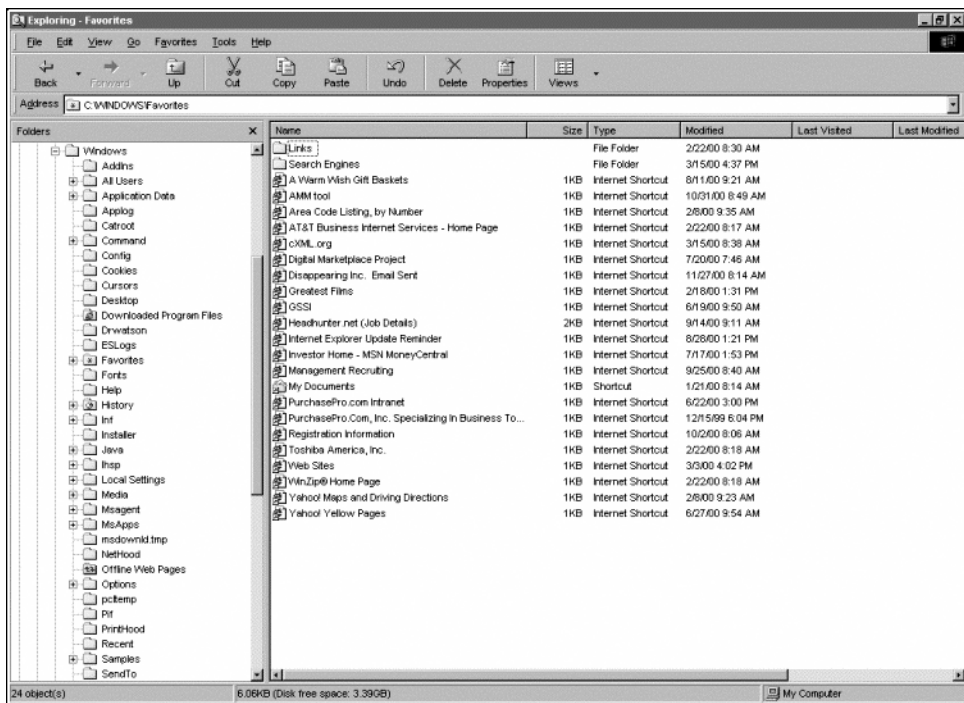 Exploring - Favorites
File Edit View Go Favorites Tools Help
Back Forward Up Cut Copy Paste Undo Delete Properties Views
Address C:\WINDOWS\Favorites
Folders
Windows
AddIns
All Users
Application Data
Applog
Catroot
Command
Config
Cookies
Cursors
Desktop
Downloaded Program Files
Drwatson
ESLogs
Favorites
Fonts
Help
History
Inf
Installer
Java
lhsp
Local Settings
Media
Msagent
MsApps
msdownld.tmp
NetHood
Offline Web Pages
Options
pcltemp
Pif
PrintHood
Recent
Samples
SendTo
Name Size Type Modified Last Visited Last Modified
Links File Folder 2/22/00 8:30 AM
Search Engines File Folder 3/15/00 4:37 PM
A Warm Wish Gift Baskets 1KB Internet Shortcut 8/11/00 9:21 AM
AMM tool 1KB Internet Shortcut 10/31/00 8:49 AM
Area Code Listing, by Number 1KB Internet Shortcut 2/8/00 9:35 AM
AT&T Business Internet Services - Home Page 1KB Internet Shortcut 2/22/00 8:17 AM
cXML.org 1KB Internet Shortcut 3/15/00 8:38 AM
Digital Marketplace Project 1KB Internet Shortcut 7/20/00 7:46 AM
Disappearing Inc. Email Sent 1KB Internet Shortcut 11/27/00 8:14 AM
Greatest Films 1KB Internet Shortcut 2/18/00 1:31 PM
GSSI 1KB Internet Shortcut 6/19/00 9:50 AM
Headhunter.net (Job Details) 2KB Internet Shortcut 9/14/00 9:11 AM
Internet Explorer Update Reminder 1KB Internet Shortcut 8/28/00 1:21 PM
Investor Home - MSN MoneyCentral 1KB Internet Shortcut 7/17/00 1:53 PM
Management Recruiting 1KB Internet Shortcut 9/25/00 8:40 AM
My Documents 1KB Shortcut 1/21/00 8:14 AM
PurchasePro.com Intranet 1KB Internet Shortcut 6/22/00 3:00 PM
PurchasePro.Com, Inc. Specializing In Business To... 1KB Internet Shortcut 12/15/99 6:04 PM
Registration Information 1KB Internet Shortcut 10/2/00 8:06 AM
Toshiba America, Inc. 1KB Internet Shortcut 2/22/00 8:18 AM
Web Sites 1KB Internet Shortcut 3/3/00 4:02 PM
WinZip® Home Page 1KB Internet Shortcut 2/22/00 8:18 AM
Yahoo! Maps and Driving Directions 1KB Internet Shortcut 2/8/00 9:23 AM
Yahoo! Yellow Pages 1KB Internet Shortcut 6/27/00 9:54 AM
24 object(s) 6.06KB (Disk free space: 3.39GB) My Computer